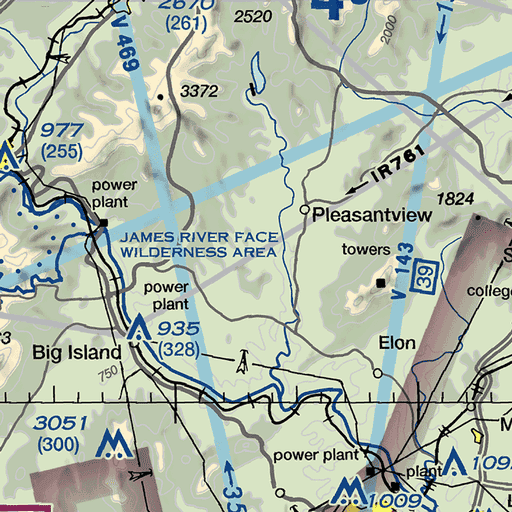 2670
(261)
2520
V 469
2000
3372
977
(255)
IR761
power
plant
1824
Pleasantview
JAMES RIVER FACE
WILDERNESS AREA
towers
V 143
39
power
plant
college
935
(328)
Elon
Big Island
750
3051
(300)
power plant
plant
1009